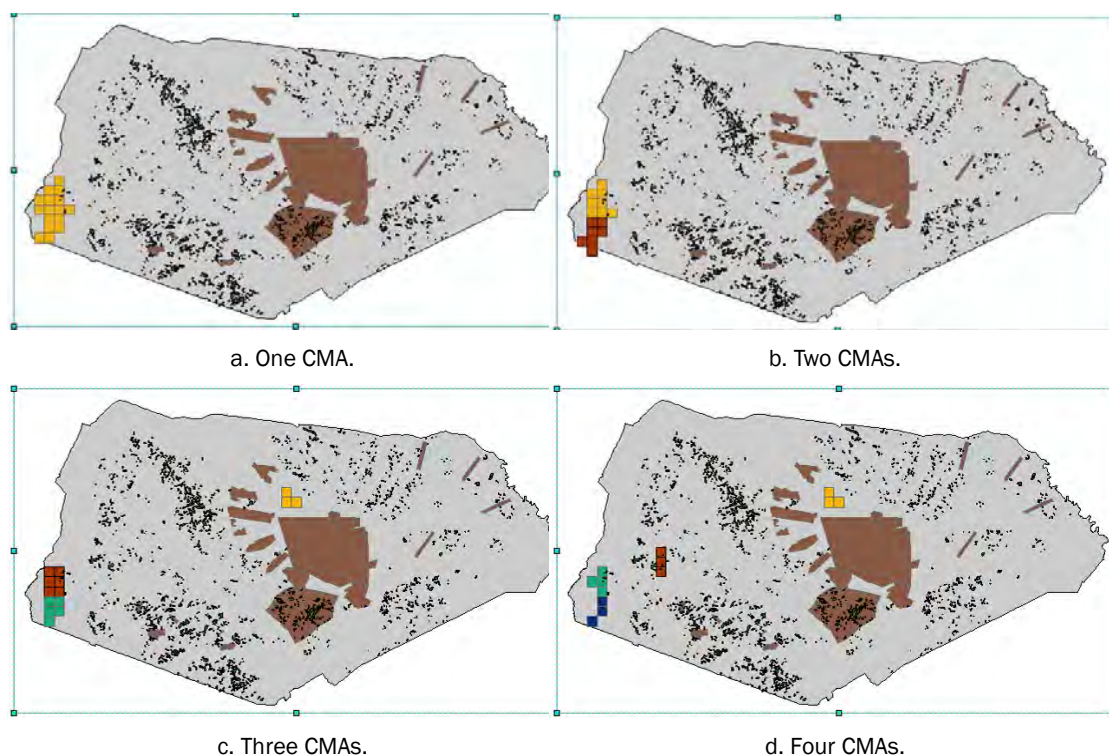 a. One CMA.
b. Two CMAs.
c. Three CMAs.
d. Four CMAs.